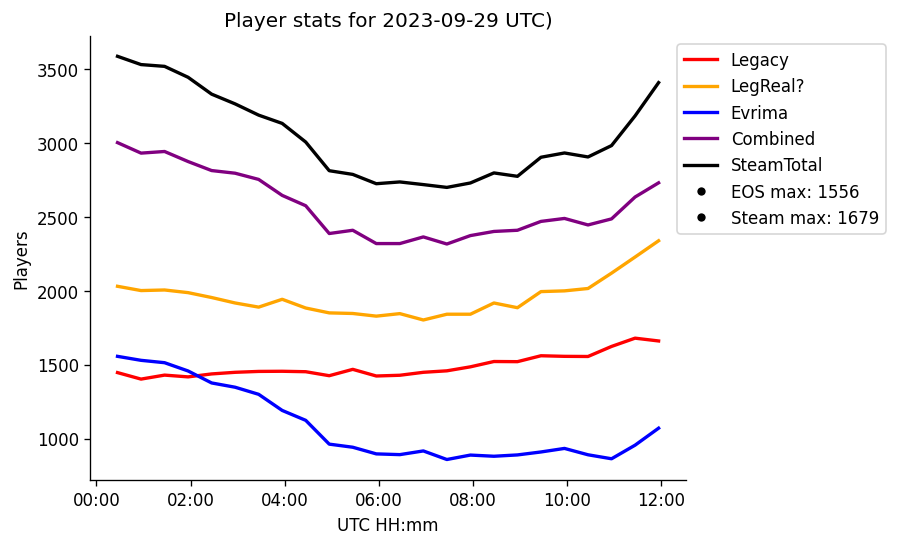 Player stats for 2023-09-29 UTC)
Legacy
LegReal?
Evrima
Combined
SteamTotal
EOS max: 1556
Steam max: 1679
3500
3000
2500
2000
1500
1000
Players
00:00 02:00 04:00 06:00 08:00 10:00 12:00
UTC HH:mm